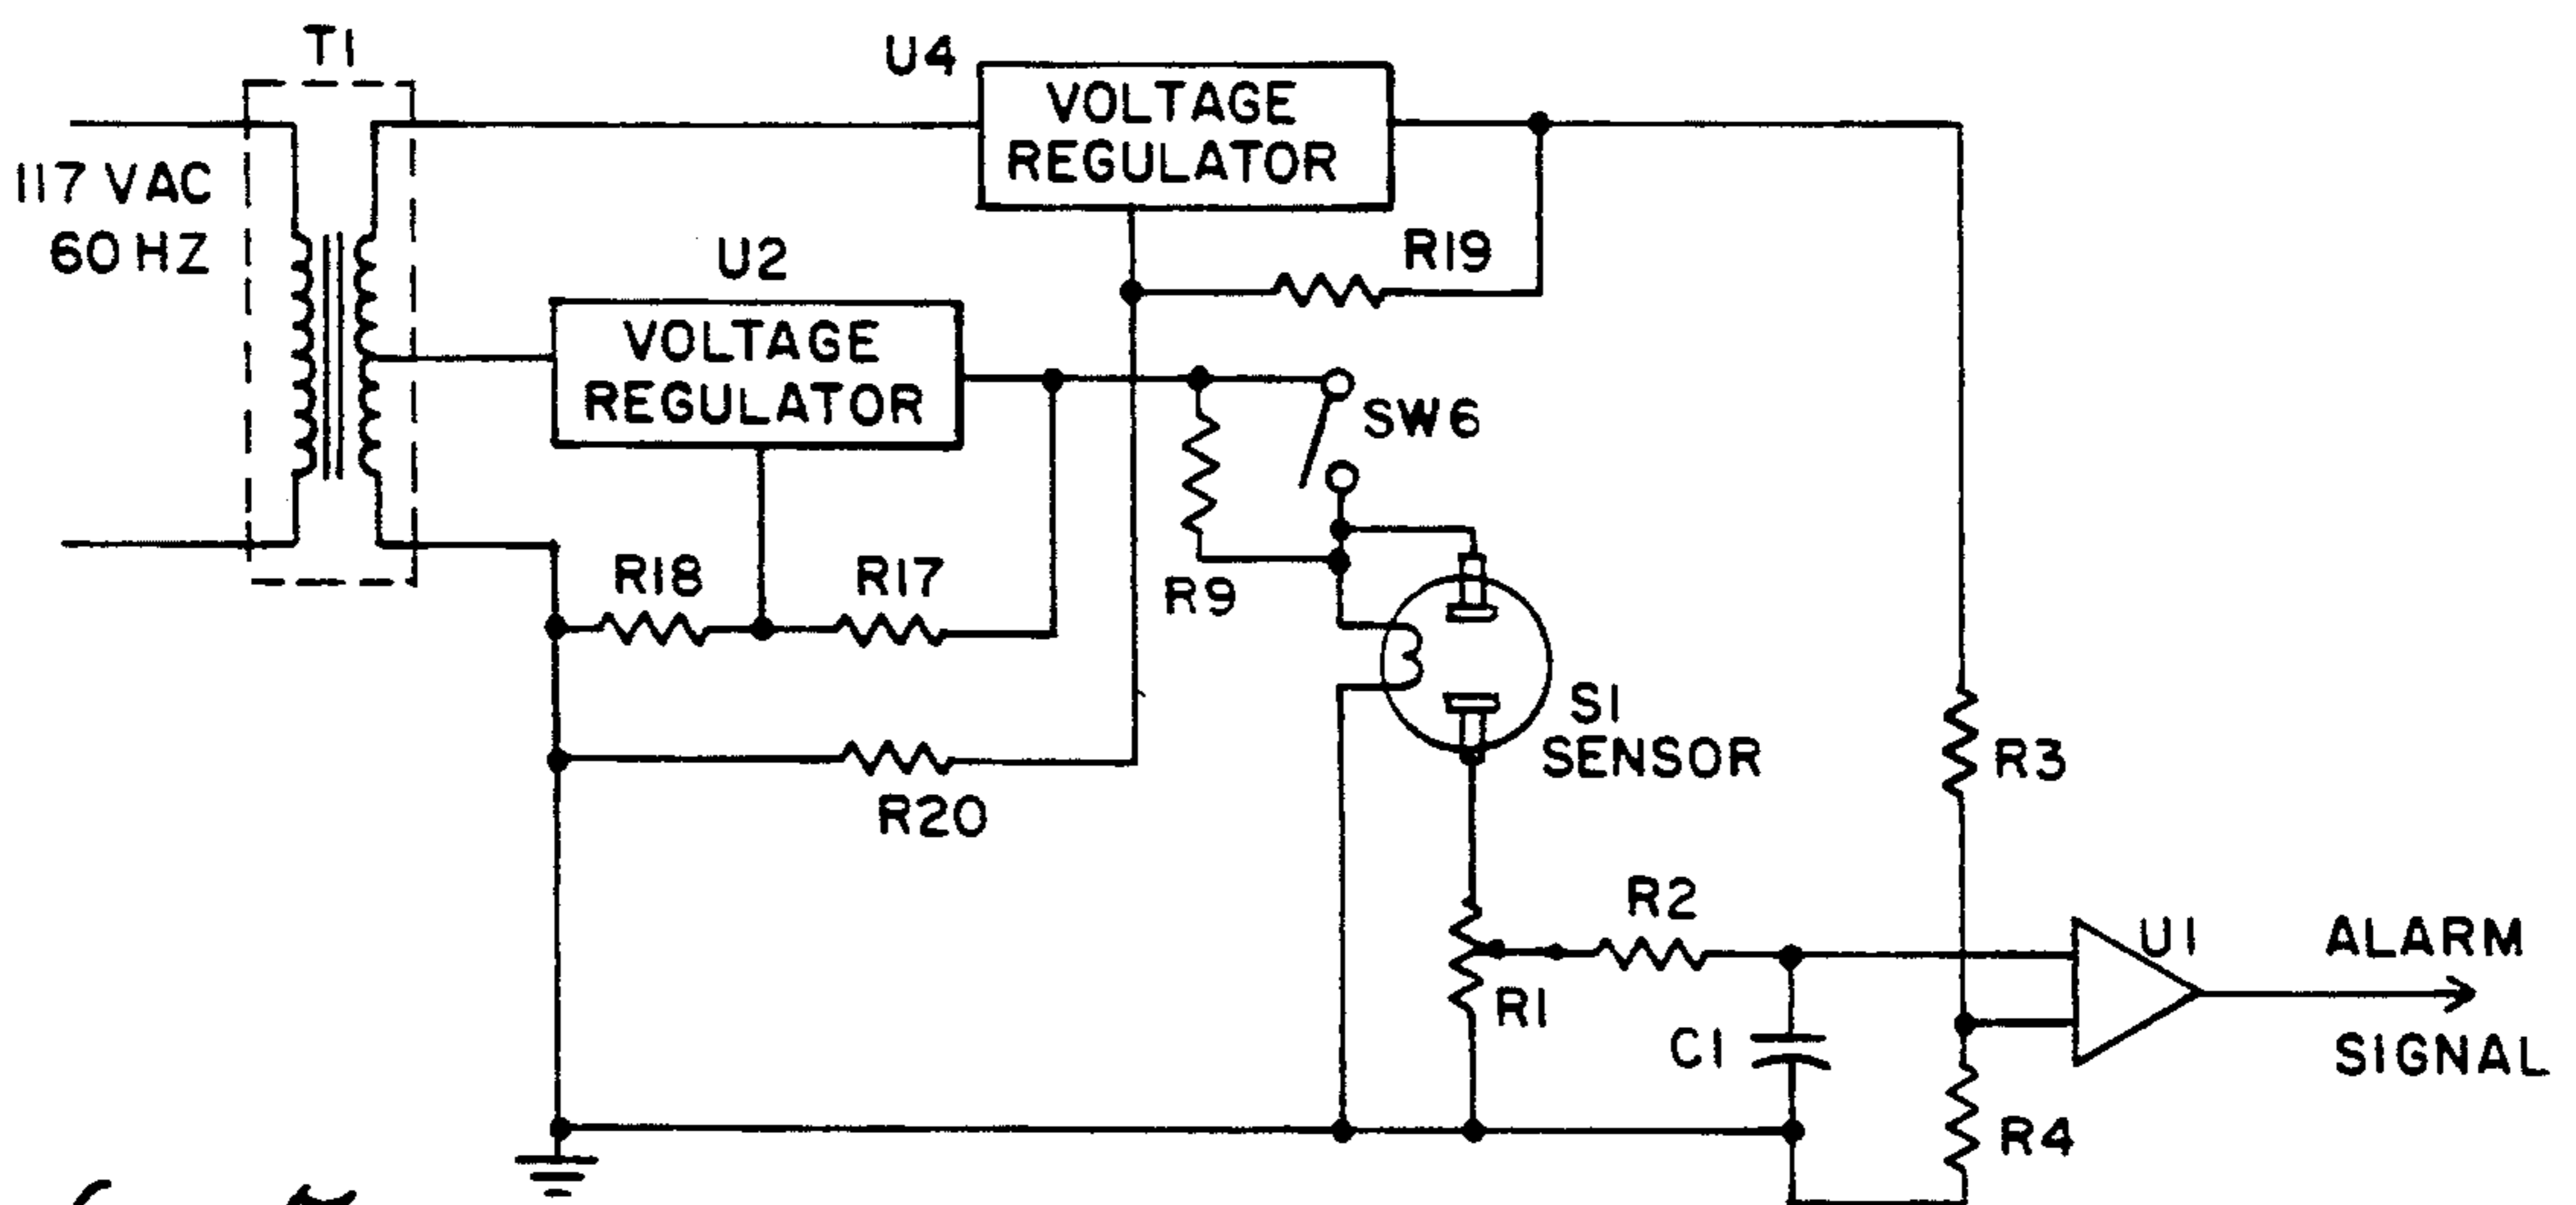 T1
117 VAC
60 HZ
U4
VOLTAGE
REGULATOR
R19
U2
VOLTAGE
REGULATOR
SW6
R18
R17
R9
S1
SENSOR
R3
R20
R2
R1
C1
U1
ALARM
SIGNAL
R4